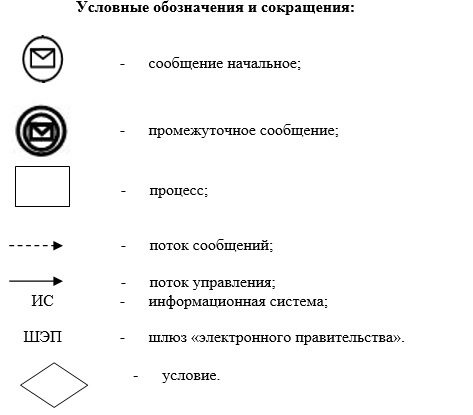 Условные обозначения и сокращения:
- сообщение начальное;
- промежуточное сообщение;
- процесс;
- поток сообщений;
- поток управления;
ИС - информационная система;
ШЭП - шлюз «электронного правительства».
- условие.